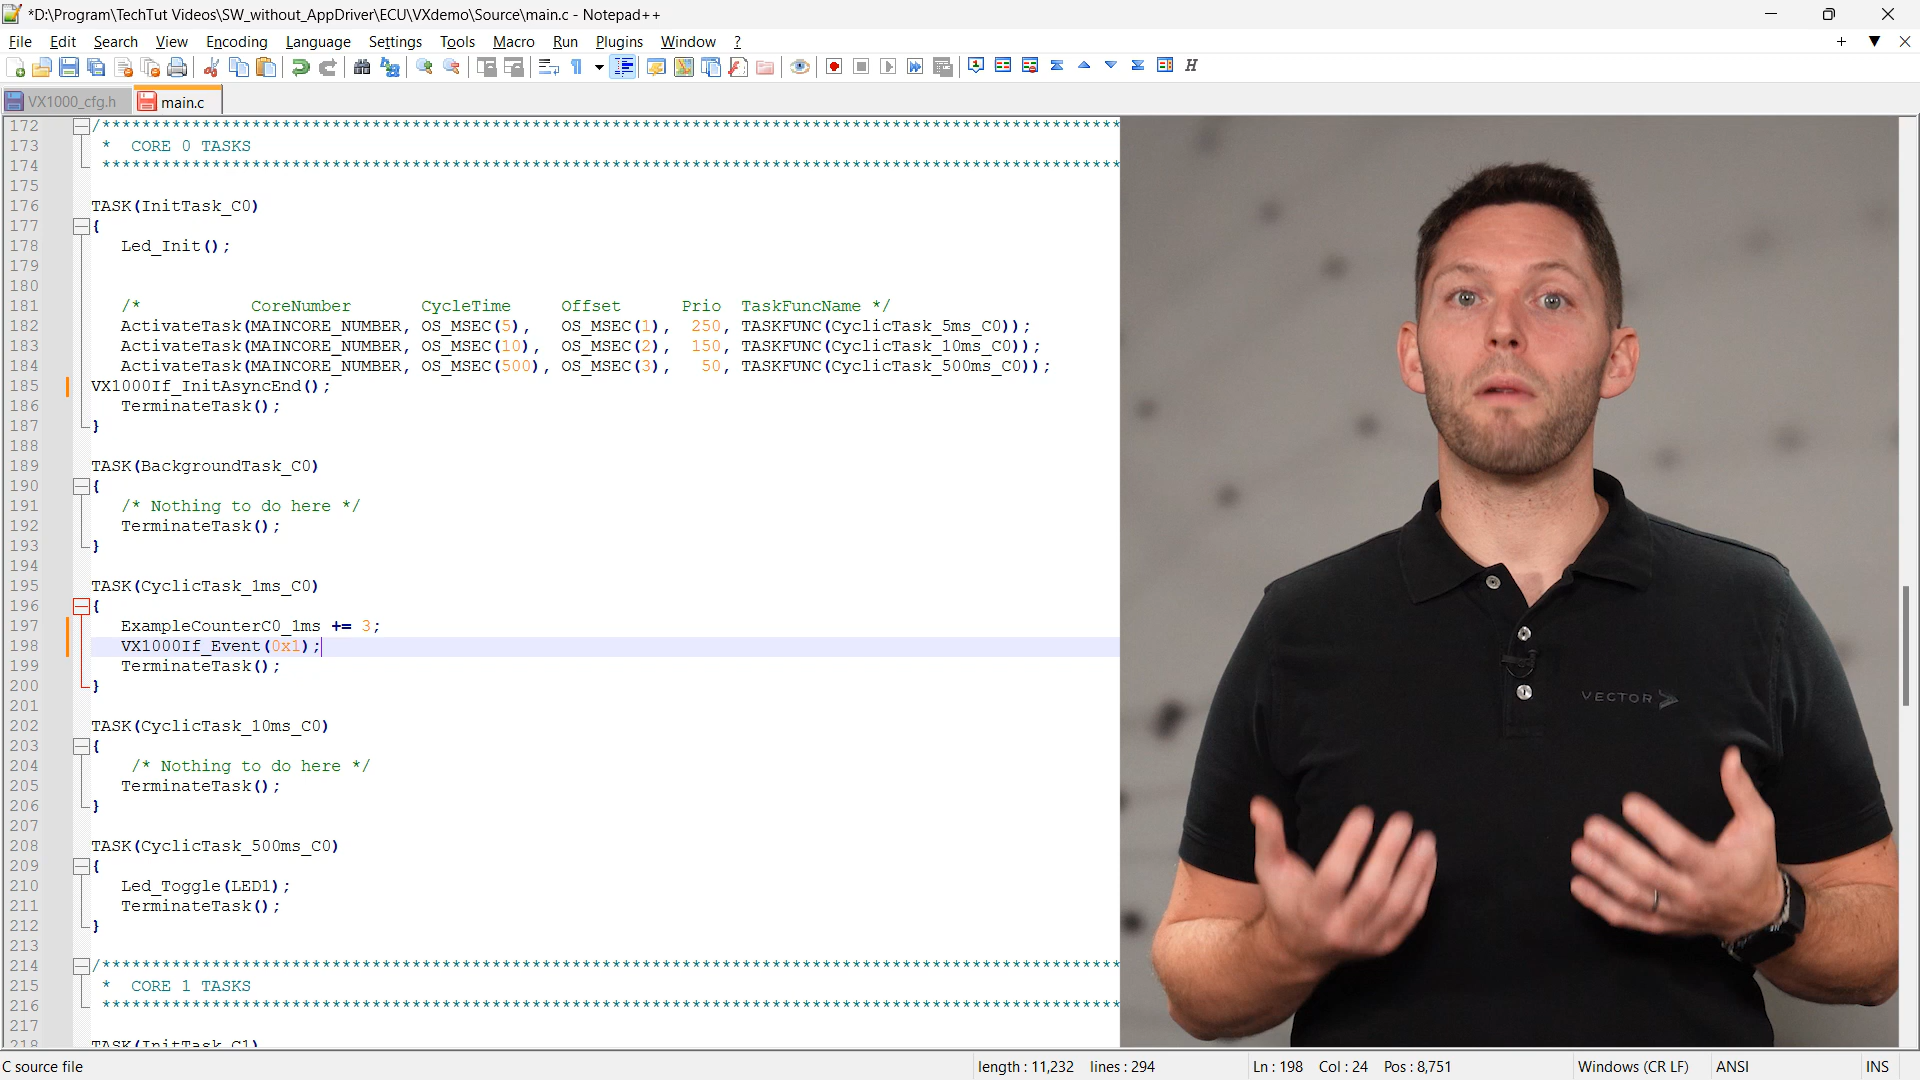 *D:\Program\TechTut Videos\SW_without_AppDriver\ECU\VXdemo\Source\main.c - Notepad++
File Edit Search View Encoding Language Settings Tools Macro Run Plugins Window ?
VX1000_cfg.h main.c
172 /*******************************************************************************************************
173 * CORE 0 TASKS
174 *******************************************************************************************************
175
176 TASK(InitTask_C0)
177 {
178 Led_Init();
179
180
181 /* CoreNumber CycleTime Offset Prio TaskFuncName */
182 ActivateTask(MAINCORE_NUMBER, OS_MSEC(5), OS_MSEC(1), 250, TASKFUNC(CyclicTask_5ms_C0));
183 ActivateTask(MAINCORE_NUMBER, OS_MSEC(10), OS_MSEC(2), 150, TASKFUNC(CyclicTask_10ms_C0));
184 ActivateTask(MAINCORE_NUMBER, OS_MSEC(500), OS_MSEC(3), 50, TASKFUNC(CyclicTask_500ms_C0));
185 VX1000If_InitAsyncEnd();
186 TerminateTask();
187 }
188
189 TASK(BackgroundTask_C0)
190 {
191 /* Nothing to do here */
192 TerminateTask();
193 }
194
195 TASK(CyclicTask_1ms_C0)
196 {
197 ExampleCounterC0_1ms += 3;
198 VX1000If_Event(0x1);
199 TerminateTask();
200 }
201
202 TASK(CyclicTask_10ms_C0)
203 {
204 /* Nothing to do here */
205 TerminateTask();
206 }
207
208 TASK(CyclicTask_500ms_C0)
209 {
210 Led_Toggle(LED1);
211 TerminateTask();
212 }
213
214 /*******************************************************************************************************
215 * CORE 1 TASKS
216 *******************************************************************************************************
217
218 TASK(InitTask_C1)
VECTOR
C source file length : 11,232 lines : 294 Ln : 198 Col : 24 Pos : 8,751 Windows (CR LF) ANSI INS